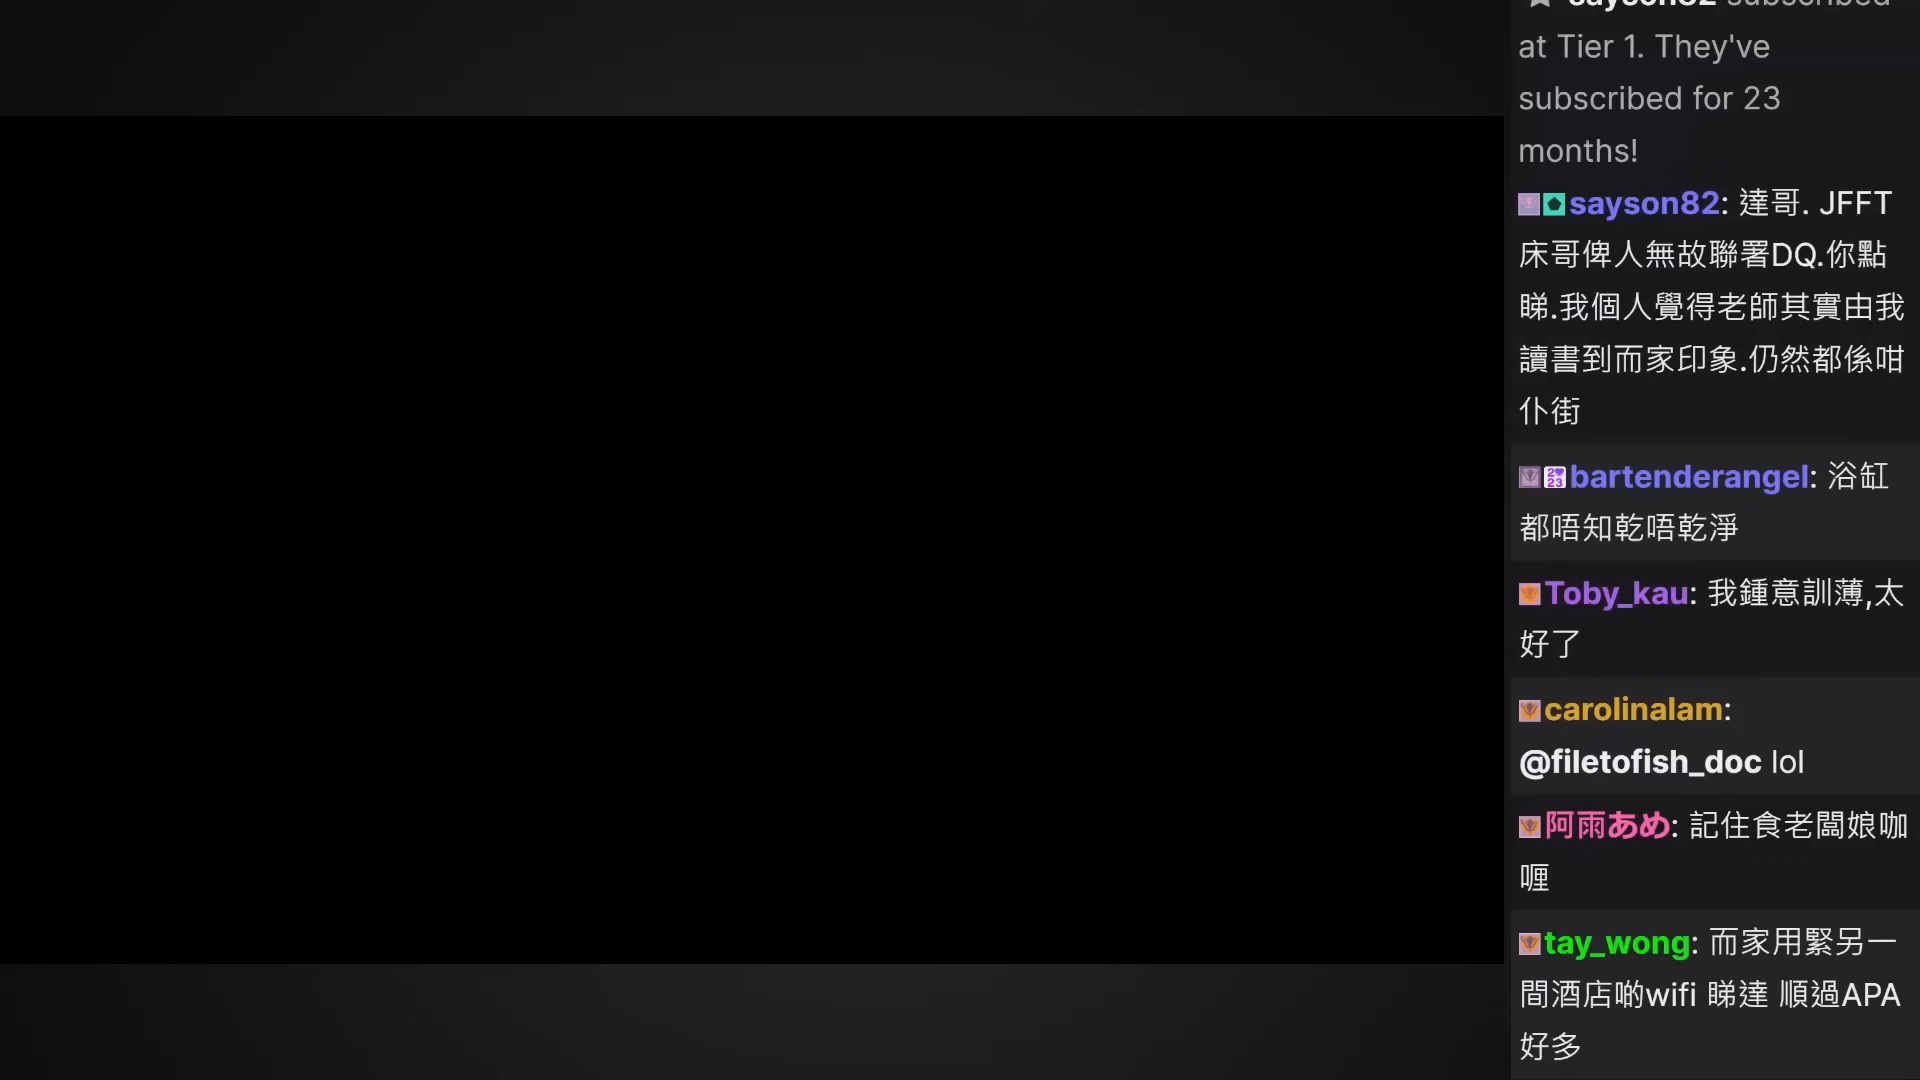 sayson82 subscribed
at Tier 1. They've
subscribed for 23
months!
sayson82: 達哥. JFFT
床哥俾人無故聯署DQ.你點
睇.我個人覺得老師其實由我
讀書到而家印象.仍然都係咁
仆街
bartenderangel: 浴缸
都唔知乾唔乾淨
Toby_kau: 我鍾意訓薄,太
好了
carolinalam:
@filetofish_doc lol
阿雨あめ: 記住食老闆娘咖
喱
tay_wong: 而家用緊另一
間酒店啲wifi 睇達 順過APA
好多